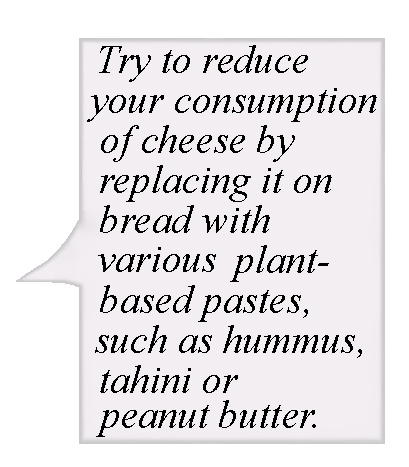 Try to reduce
your consumption
of cheese by
replacing it on
bread with
various plant-
based pastes,
such as hummus,
tahini or
peanut butter.